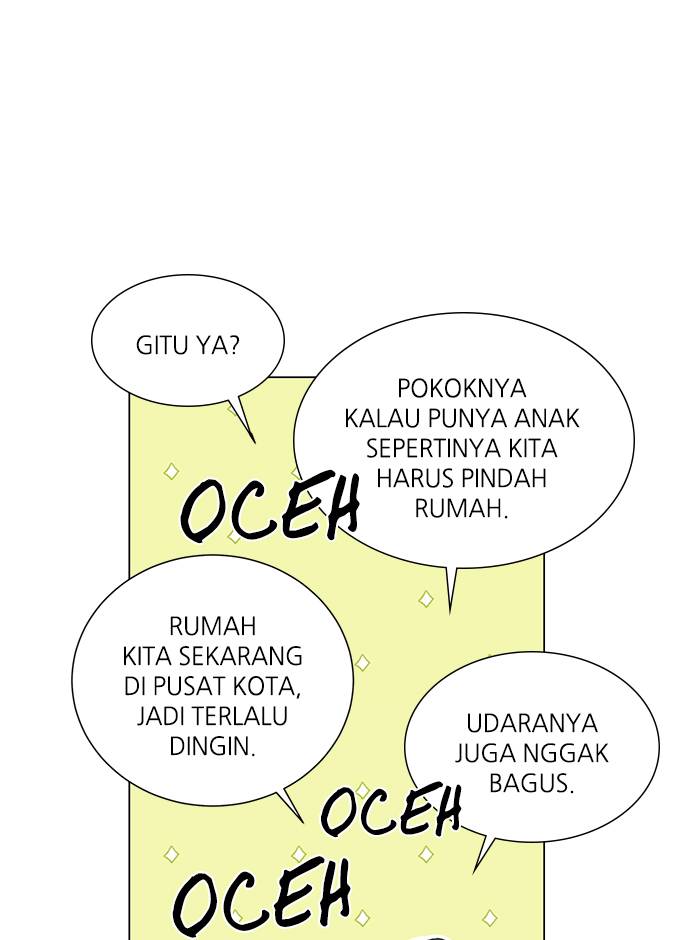 GITU YA?
POKOKNYA
KALAU PUNYA ANAK
SEPERTINYA KITA
HARUS PINDAH
RUMAH.
OCEH
RUMAH
KITA SEKARANG
DI PUSAT KOTA,
JADI TERLALU
DINGIN.
UDARANYA
JUGA NGGAK
BAGUS.
OCEH
OCEH